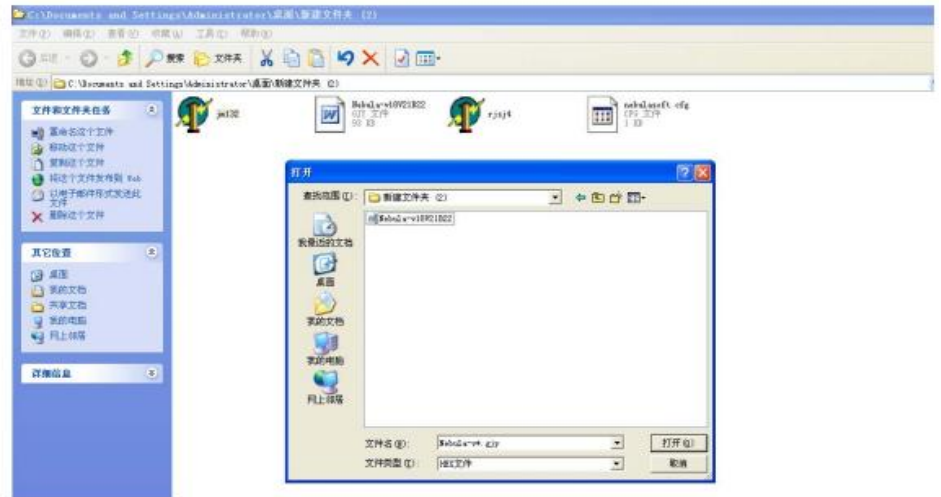 C:\Documents and Settings\Administrator\桌面\新建文件夹 (2)
文件(F) 编辑(E) 查看(V) 收藏(A) 工具(T) 帮助(H)
搜索 文件夹
C:\Documents and Settings\Administrator\桌面\新建文件夹 (2)
文件和文件夹任务
重命名这个文件
移动这个文件
复制这个文件
将这个文件发布到 Web
以电子邮件形式发送此
文件
删除这个文件
其它位置
桌面
我的文档
共享文档
我的电脑
网上邻居
详细信息
Nebula-v10V21B22
文件
50 KB
rjsj4
nebulasoft.cfg
CFG 文件
1 KB
打开
查找范围(I):
新建文件夹 (2)
Nebula-v10V21B22
我最近的文档
桌面
我的文档
我的电脑
网上邻居
文件名(N):
打开(O)
文件类型(T):
HEX文件
取消